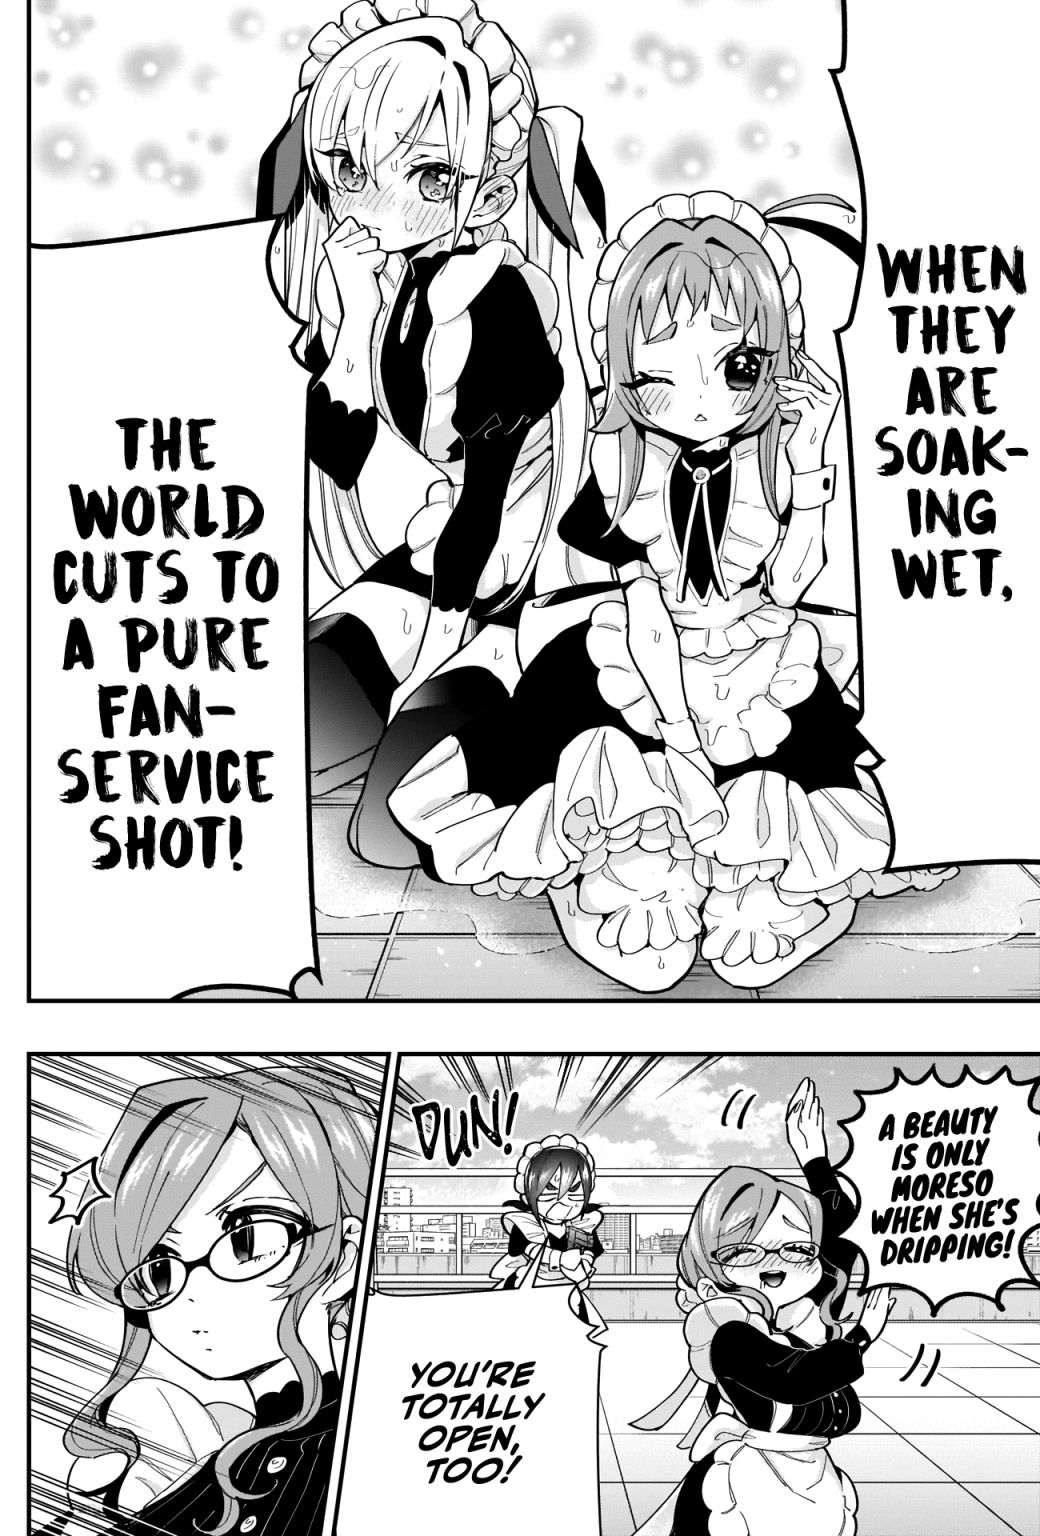 WHEN
THEY
ARE
SOAK-
ING
WET,
THE
WORLD
CUTS TO
A PURE
FAN-
SERVICE
SHOT!
A BEAUTY
IS ONLY
MORESO
WHEN SHE'S
DRIPPING!
DUN!
YOU'RE
TOTALLY
OPEN,
TOO!